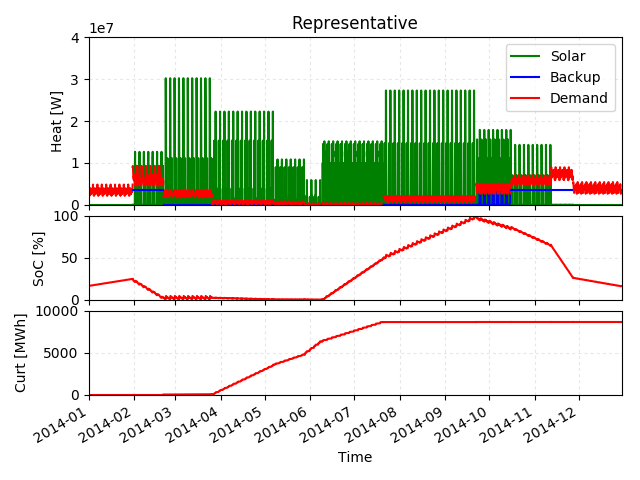 Representative
1e7
4
3
2
1
0
Heat [W]
Solar
Backup
Demand
100
50
0
SoC [%]
10000
5000
0
Curt [MWh]
2014-01
2014-02
2014-03
2014-04
2014-05
2014-06
2014-07
2014-08
2014-09
2014-10
2014-11
2014-12
Time